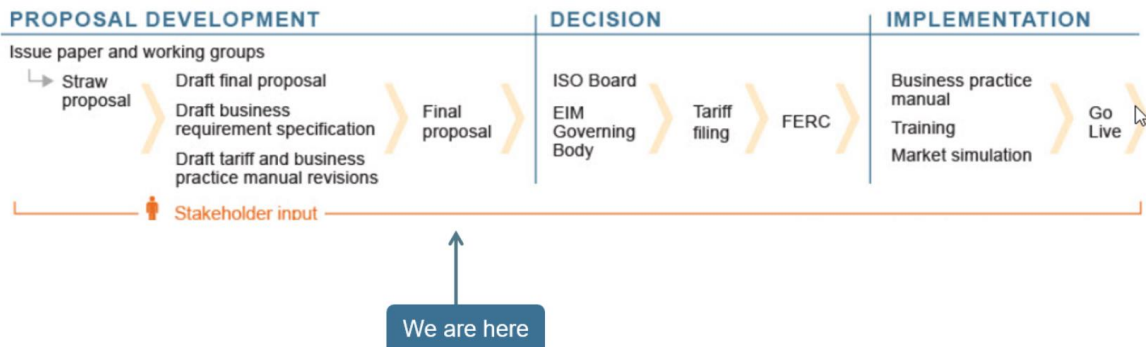 PROPOSAL DEVELOPMENT
Issue paper and working groups
Straw
proposal
Draft final proposal
Draft business
requirement specification
Draft tariff and business
practice manual revisions
Final
proposal
DECISION
ISO Board
EIM
Governing
Body
Tariff
filing
FERC
IMPLEMENTATION
Business practice
manual
Training
Market simulation
Go
Live
Stakeholder input
We are here